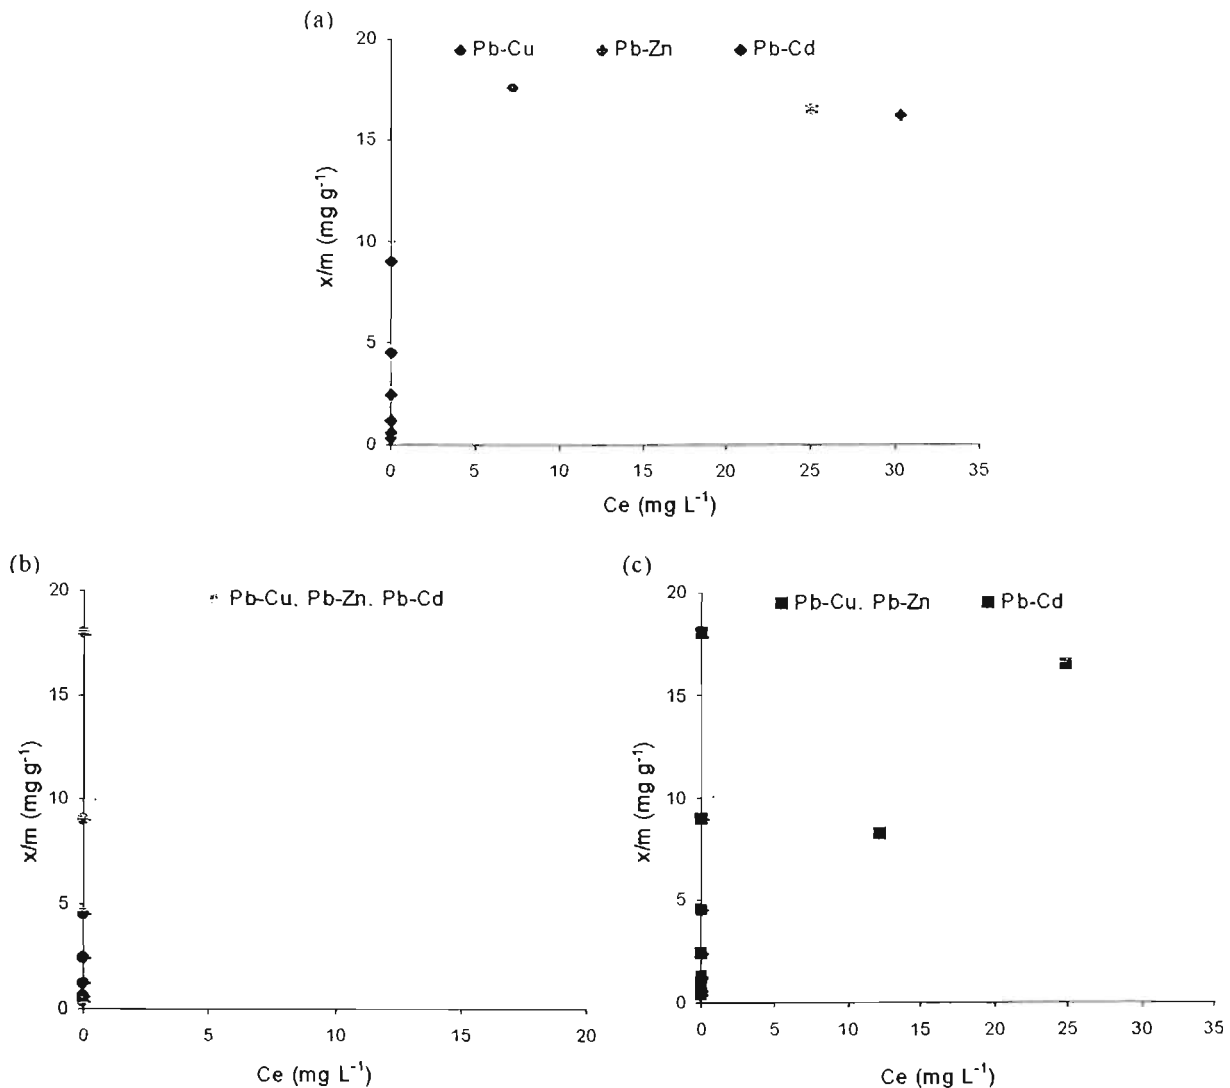 (a)
20
Pb-Cu Pb-Zn Pb-Cd
15
10
5
0
x/m (mg g⁻¹)
0 5 10 15 20 25 30 35
Ce (mg L⁻¹)
(b)
20
Pb-Cu, Pb-Zn, Pb-Cd
15
10
5
0
x/m (mg g⁻¹)
0 5 10 15 20
Ce (mg L⁻¹)
(c)
20
Pb-Cu, Pb-Zn Pb-Cd
15
10
5
0
x/m (mg g⁻¹)
0 5 10 15 20 25 30 35
Ce (mg L⁻¹)